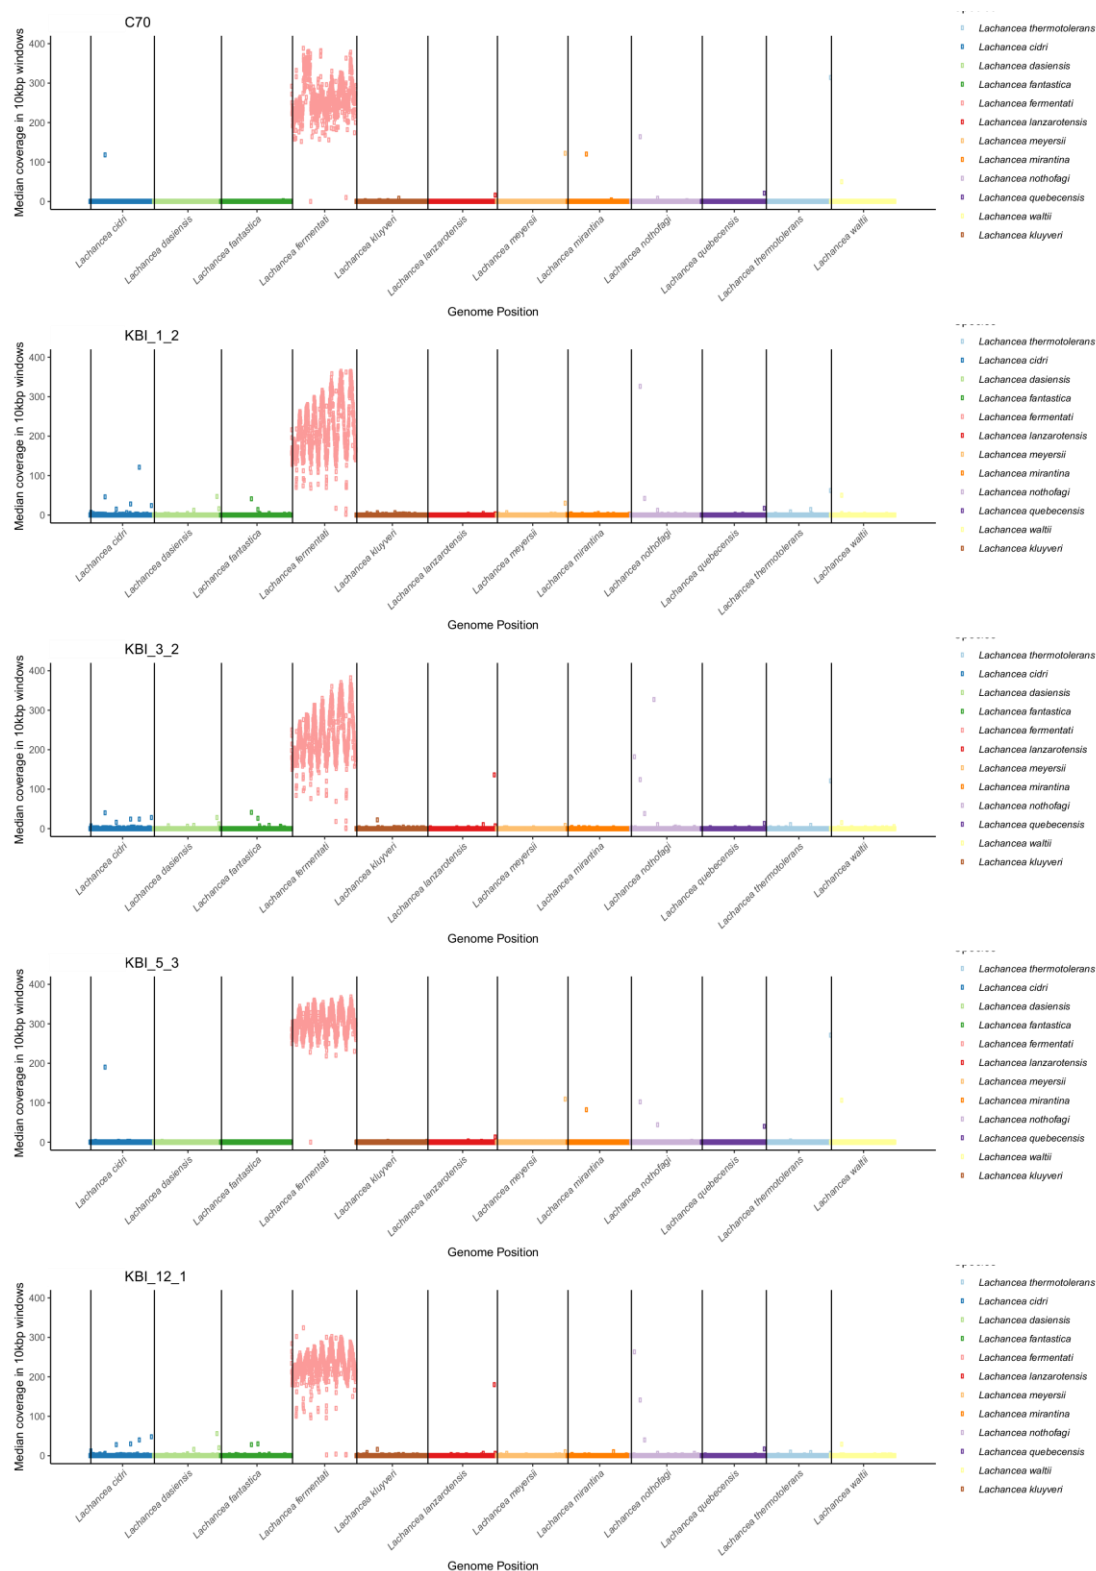 C70
Median coverage in 10kbp windows
400
300
200
100
0
Lachancea cidri
Lachancea dasiensis
Lachancea fantastica
Lachancea fermentati
Lachancea kluyveri
Lachancea lanzarotensis
Lachancea meyersii
Lachancea mirantina
Lachancea nothofagi
Lachancea quebecensis
Lachancea thermotolerans
Lachancea waltii
Genome Position
Lachancea thermotolerans
Lachancea cidri
Lachancea dasiensis
Lachancea fantastica
Lachancea fermentati
Lachancea lanzarotensis
Lachancea meyersii
Lachancea mirantina
Lachancea nothofagi
Lachancea quebecensis
Lachancea waltii
Lachancea kluyveri
KBI_1_2
Median coverage in 10kbp windows
400
300
200
100
0
Lachancea cidri
Lachancea dasiensis
Lachancea fantastica
Lachancea fermentati
Lachancea kluyveri
Lachancea lanzarotensis
Lachancea meyersii
Lachancea mirantina
Lachancea nothofagi
Lachancea quebecensis
Lachancea thermotolerans
Lachancea waltii
Genome Position
Lachancea thermotolerans
Lachancea cidri
Lachancea dasiensis
Lachancea fantastica
Lachancea fermentati
Lachancea lanzarotensis
Lachancea meyersii
Lachancea mirantina
Lachancea nothofagi
Lachancea quebecensis
Lachancea waltii
Lachancea kluyveri
KBI_3_2
Median coverage in 10kbp windows
400
300
200
100
0
Lachancea cidri
Lachancea dasiensis
Lachancea fantastica
Lachancea fermentati
Lachancea kluyveri
Lachancea lanzarotensis
Lachancea meyersii
Lachancea mirantina
Lachancea nothofagi
Lachancea quebecensis
Lachancea thermotolerans
Lachancea waltii
Genome Position
Lachancea thermotolerans
Lachancea cidri
Lachancea dasiensis
Lachancea fantastica
Lachancea fermentati
Lachancea lanzarotensis
Lachancea meyersii
Lachancea mirantina
Lachancea nothofagi
Lachancea quebecensis
Lachancea waltii
Lachancea kluyveri
KBI_5_3
Median coverage in 10kbp windows
400
300
200
100
0
Lachancea cidri
Lachancea dasiensis
Lachancea fantastica
Lachancea fermentati
Lachancea kluyveri
Lachancea lanzarotensis
Lachancea meyersii
Lachancea mirantina
Lachancea nothofagi
Lachancea quebecensis
Lachancea thermotolerans
Lachancea waltii
Genome Position
Lachancea thermotolerans
Lachancea cidri
Lachancea dasiensis
Lachancea fantastica
Lachancea fermentati
Lachancea lanzarotensis
Lachancea meyersii
Lachancea mirantina
Lachancea nothofagi
Lachancea quebecensis
Lachancea waltii
Lachancea kluyveri
KBI_12_1
Median coverage in 10kbp windows
400
300
200
100
0
Lachancea cidri
Lachancea dasiensis
Lachancea fantastica
Lachancea fermentati
Lachancea kluyveri
Lachancea lanzarotensis
Lachancea meyersii
Lachancea mirantina
Lachancea nothofagi
Lachancea quebecensis
Lachancea thermotolerans
Lachancea waltii
Genome Position
Lachancea thermotolerans
Lachancea cidri
Lachancea dasiensis
Lachancea fantastica
Lachancea fermentati
Lachancea lanzarotensis
Lachancea meyersii
Lachancea mirantina
Lachancea nothofagi
Lachancea quebecensis
Lachancea waltii
Lachancea kluyveri